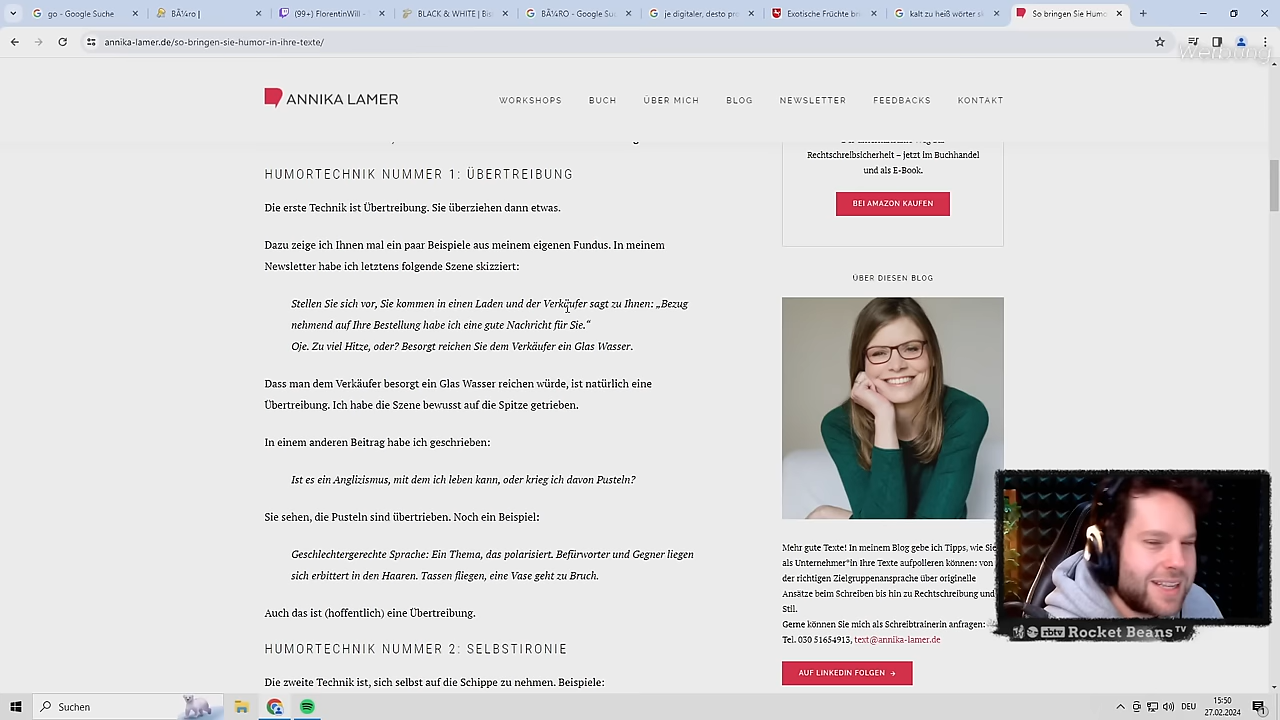 go - Google Suche
BÃ¼ro |
(99+) FlorentinWill -
BLACK & WHITE | Bis
BÃ¼RO - Google Suc
je digitaler, desto pro
Exotische Früchte br
kalt zu heiß wörter sk
So bringen Sie Humo
annika-lamer.de/so-bringen-sie-humor-in-ihre-texte/
Werbung
ANNIKA LAMER
WORKSHOPS BUCH ÜBER MICH BLOG NEWSLETTER FEEDBACKS KONTAKT
HUMORTECHNIK NUMMER 1: ÜBERTREIBUNG
Die erste Technik ist Übertreibung. Sie überziehen dann etwas.
Dazu zeige ich Ihnen mal ein paar Beispiele aus meinem eigenen Fundus. In meinem
Newsletter habe ich letztens folgende Szene skizziert:
Stellen Sie sich vor, Sie kommen in einen Laden und der Verkäufer sagt zu Ihnen: „Bezug
nehmend auf Ihre Bestellung habe ich eine gute Nachricht für Sie.“
Oje. Zu viel Hitze, oder? Besorgt reichen Sie dem Verkäufer ein Glas Wasser.
Dass man dem Verkäufer besorgt ein Glas Wasser reichen würde, ist natürlich eine
Übertreibung. Ich habe die Szene bewusst auf die Spitze getrieben.
In einem anderen Beitrag habe ich geschrieben:
Ist es ein Anglizismus, mit dem ich leben kann, oder krieg ich davon Pusteln?
Sie sehen, die Pusteln sind übertrieben. Noch ein Beispiel:
Geschlechtergerechte Sprache: Ein Thema, das polarisiert. Befürworter und Gegner liegen
sich erbittert in den Haaren. Tassen fliegen, eine Vase geht zu Bruch.
Auch das ist (hoffentlich) eine Übertreibung.
HUMORTECHNIK NUMMER 2: SELBSTIRONIE
Die zweite Technik ist, sich selbst auf die Schippe zu nehmen. Beispiele:
Rechtschreibsicherheit – jetzt im Buchhandel
und als E-Book.
BEI AMAZON KAUFEN
ÜBER DIESEN BLOG
Mehr gute Texte! In meinem Blog gebe ich Tipps, wie Sie
als Unternehmer*in Ihre Texte aufpolieren können: von
der richtigen Zielgruppenansprache über originelle
Ansätze beim Schreiben bis hin zu Rechtschreibung und
Stil.
Gerne können Sie mich als Schreibtrainerin anfragen:
Tel. 030 51654913, text@annika-lamer.de
AUF LINKEDIN FOLGEN →
rbtv Rocket Beans TV
Suchen
DEU
15:50
27.02.2024